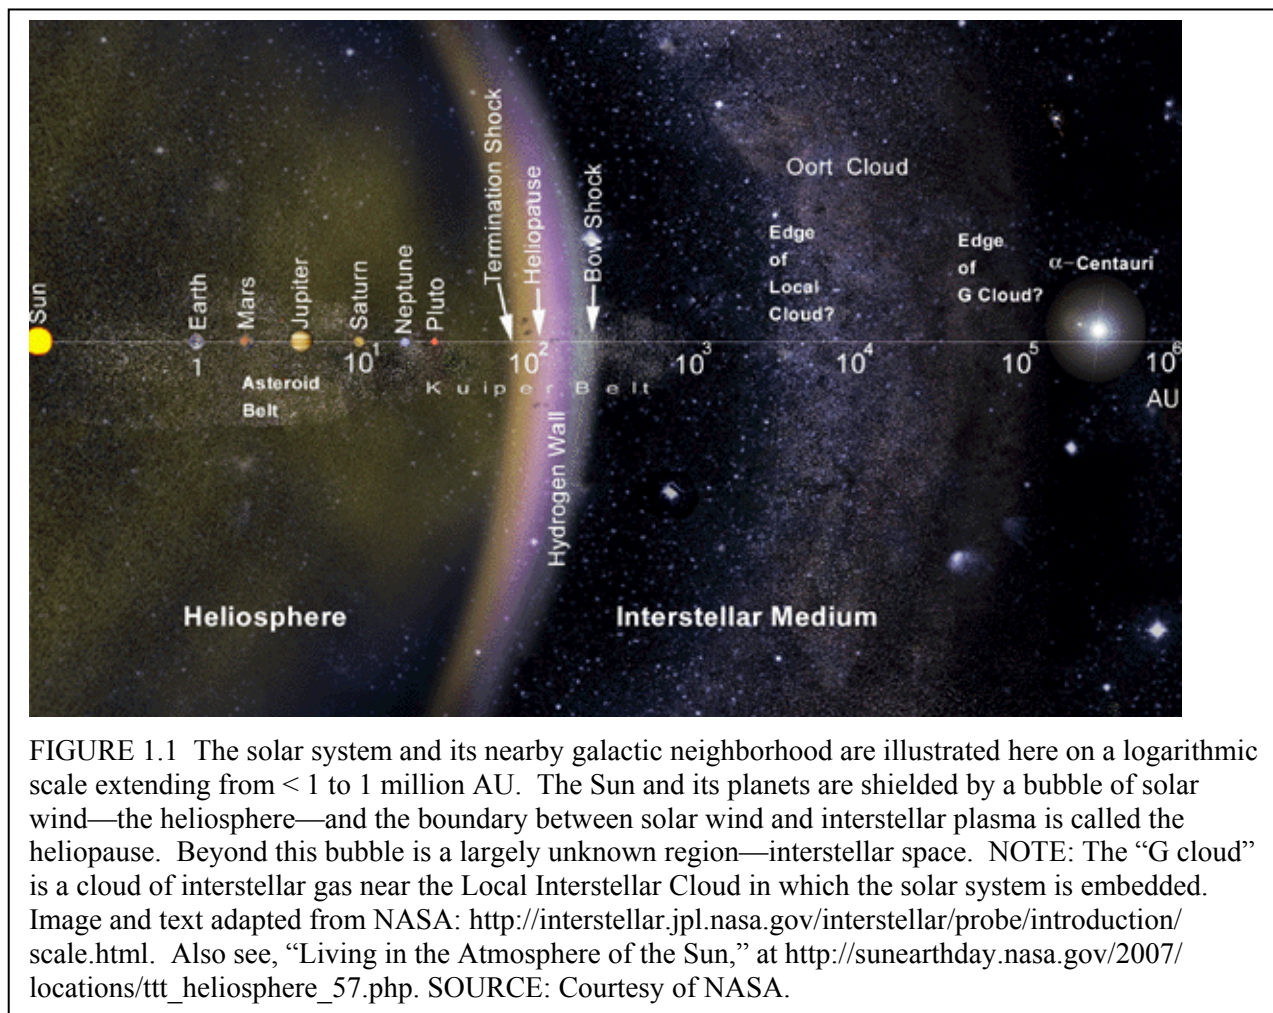 Termination Shock
Heliopause
Bow Shock
Oort Cloud
Edge
of
Local
Cloud?
Edge
of
G Cloud?
α-Centauri
Sun
Earth
Mars
Jupiter
Saturn
Neptune
Pluto
1
10¹
10²
10³
10⁴
10⁵
10⁶
AU
Asteroid
Belt
Kuiper Belt
Hydrogen Wall
Heliosphere
Interstellar Medium
FIGURE 1.1 The solar system and its nearby galactic neighborhood are illustrated here on a logarithmic
scale extending from < 1 to 1 million AU. The Sun and its planets are shielded by a bubble of solar
wind—the heliosphere—and the boundary between solar wind and interstellar plasma is called the
heliopause. Beyond this bubble is a largely unknown region—interstellar space. NOTE: The “G cloud”
is a cloud of interstellar gas near the Local Interstellar Cloud in which the solar system is embedded.
Image and text adapted from NASA: http://interstellar.jpl.nasa.gov/interstellar/probe/introduction/
scale.html. Also see, “Living in the Atmosphere of the Sun,” at http://sunearthday.nasa.gov/2007/
locations/ttt_heliosphere_57.php. SOURCE: Courtesy of NASA.